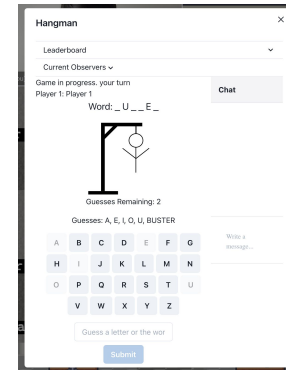 Hangman
×
Leaderboard
Current Observers
Game in progress. your turn
Player 1: Player 1
Chat
Word: _ U _ _ E _
Guesses Remaining: 2
Guesses: A, E, I, O, U, BUSTER
Write a
message...
A B C D E F G
H I J K L M N
O P Q R S T U
V W X Y Z
Guess a letter or the wor
Submit